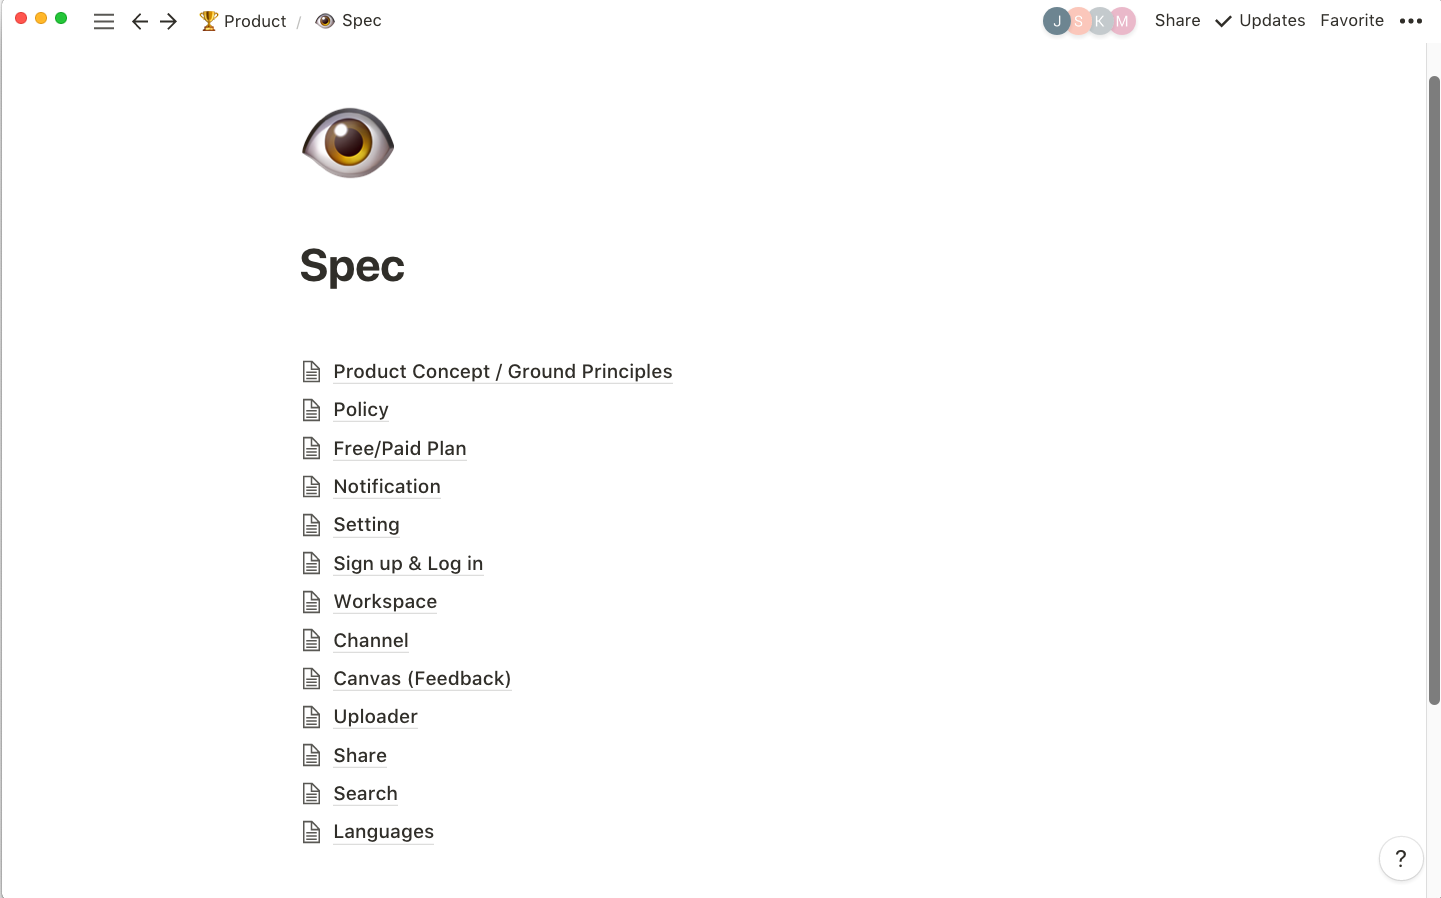 Product / Spec
J S K M Share Updates Favorite
Spec
Product Concept / Ground Principles
Policy
Free/Paid Plan
Notification
Setting
Sign up & Log in
Workspace
Channel
Canvas (Feedback)
Uploader
Share
Search
Languages
?